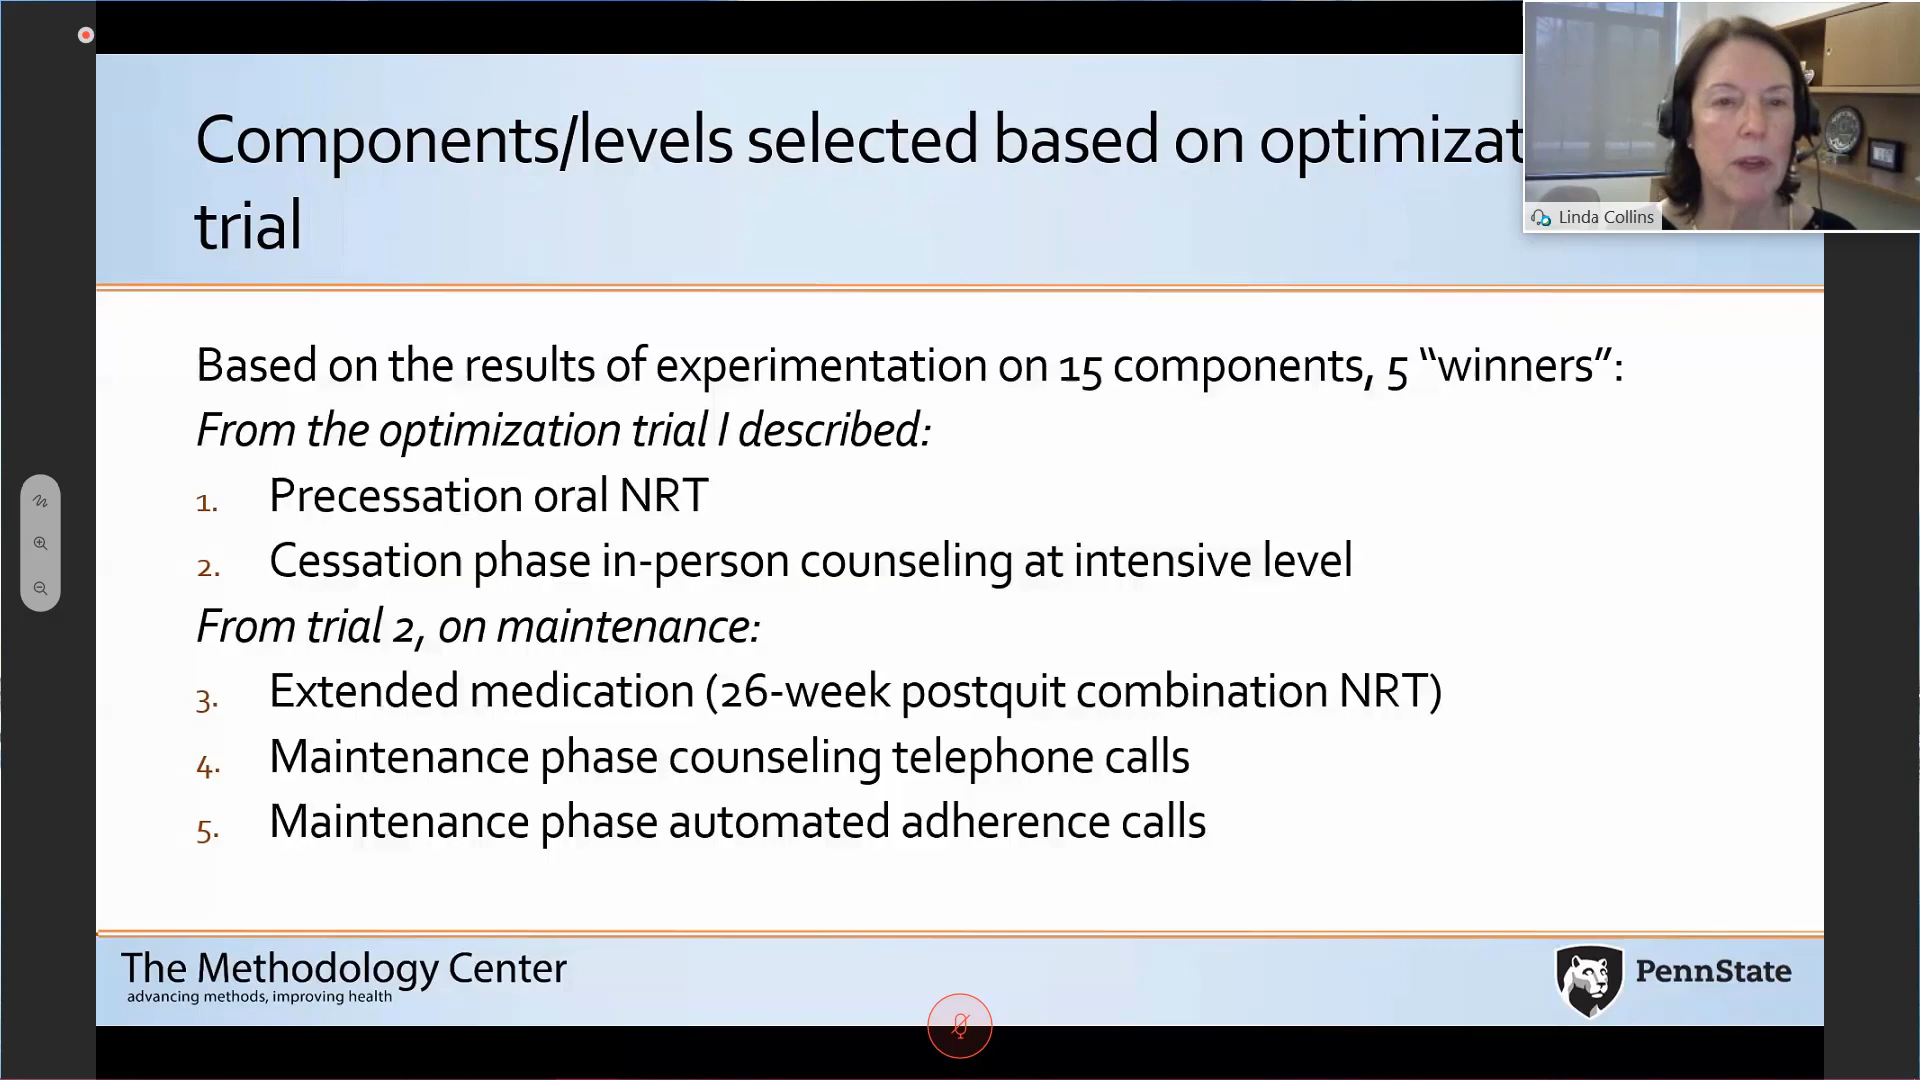 Components/levels selected based on optimizat
trial
Linda Collins
Based on the results of experimentation on 15 components, 5 “winners”:
From the optimization trial I described:
1. Precessation oral NRT
2. Cessation phase in-person counseling at intensive level
From trial 2, on maintenance:
3. Extended medication (26-week postquit combination NRT)
4. Maintenance phase counseling telephone calls
5. Maintenance phase automated adherence calls
The Methodology Center
advancing methods, improving health
PennState